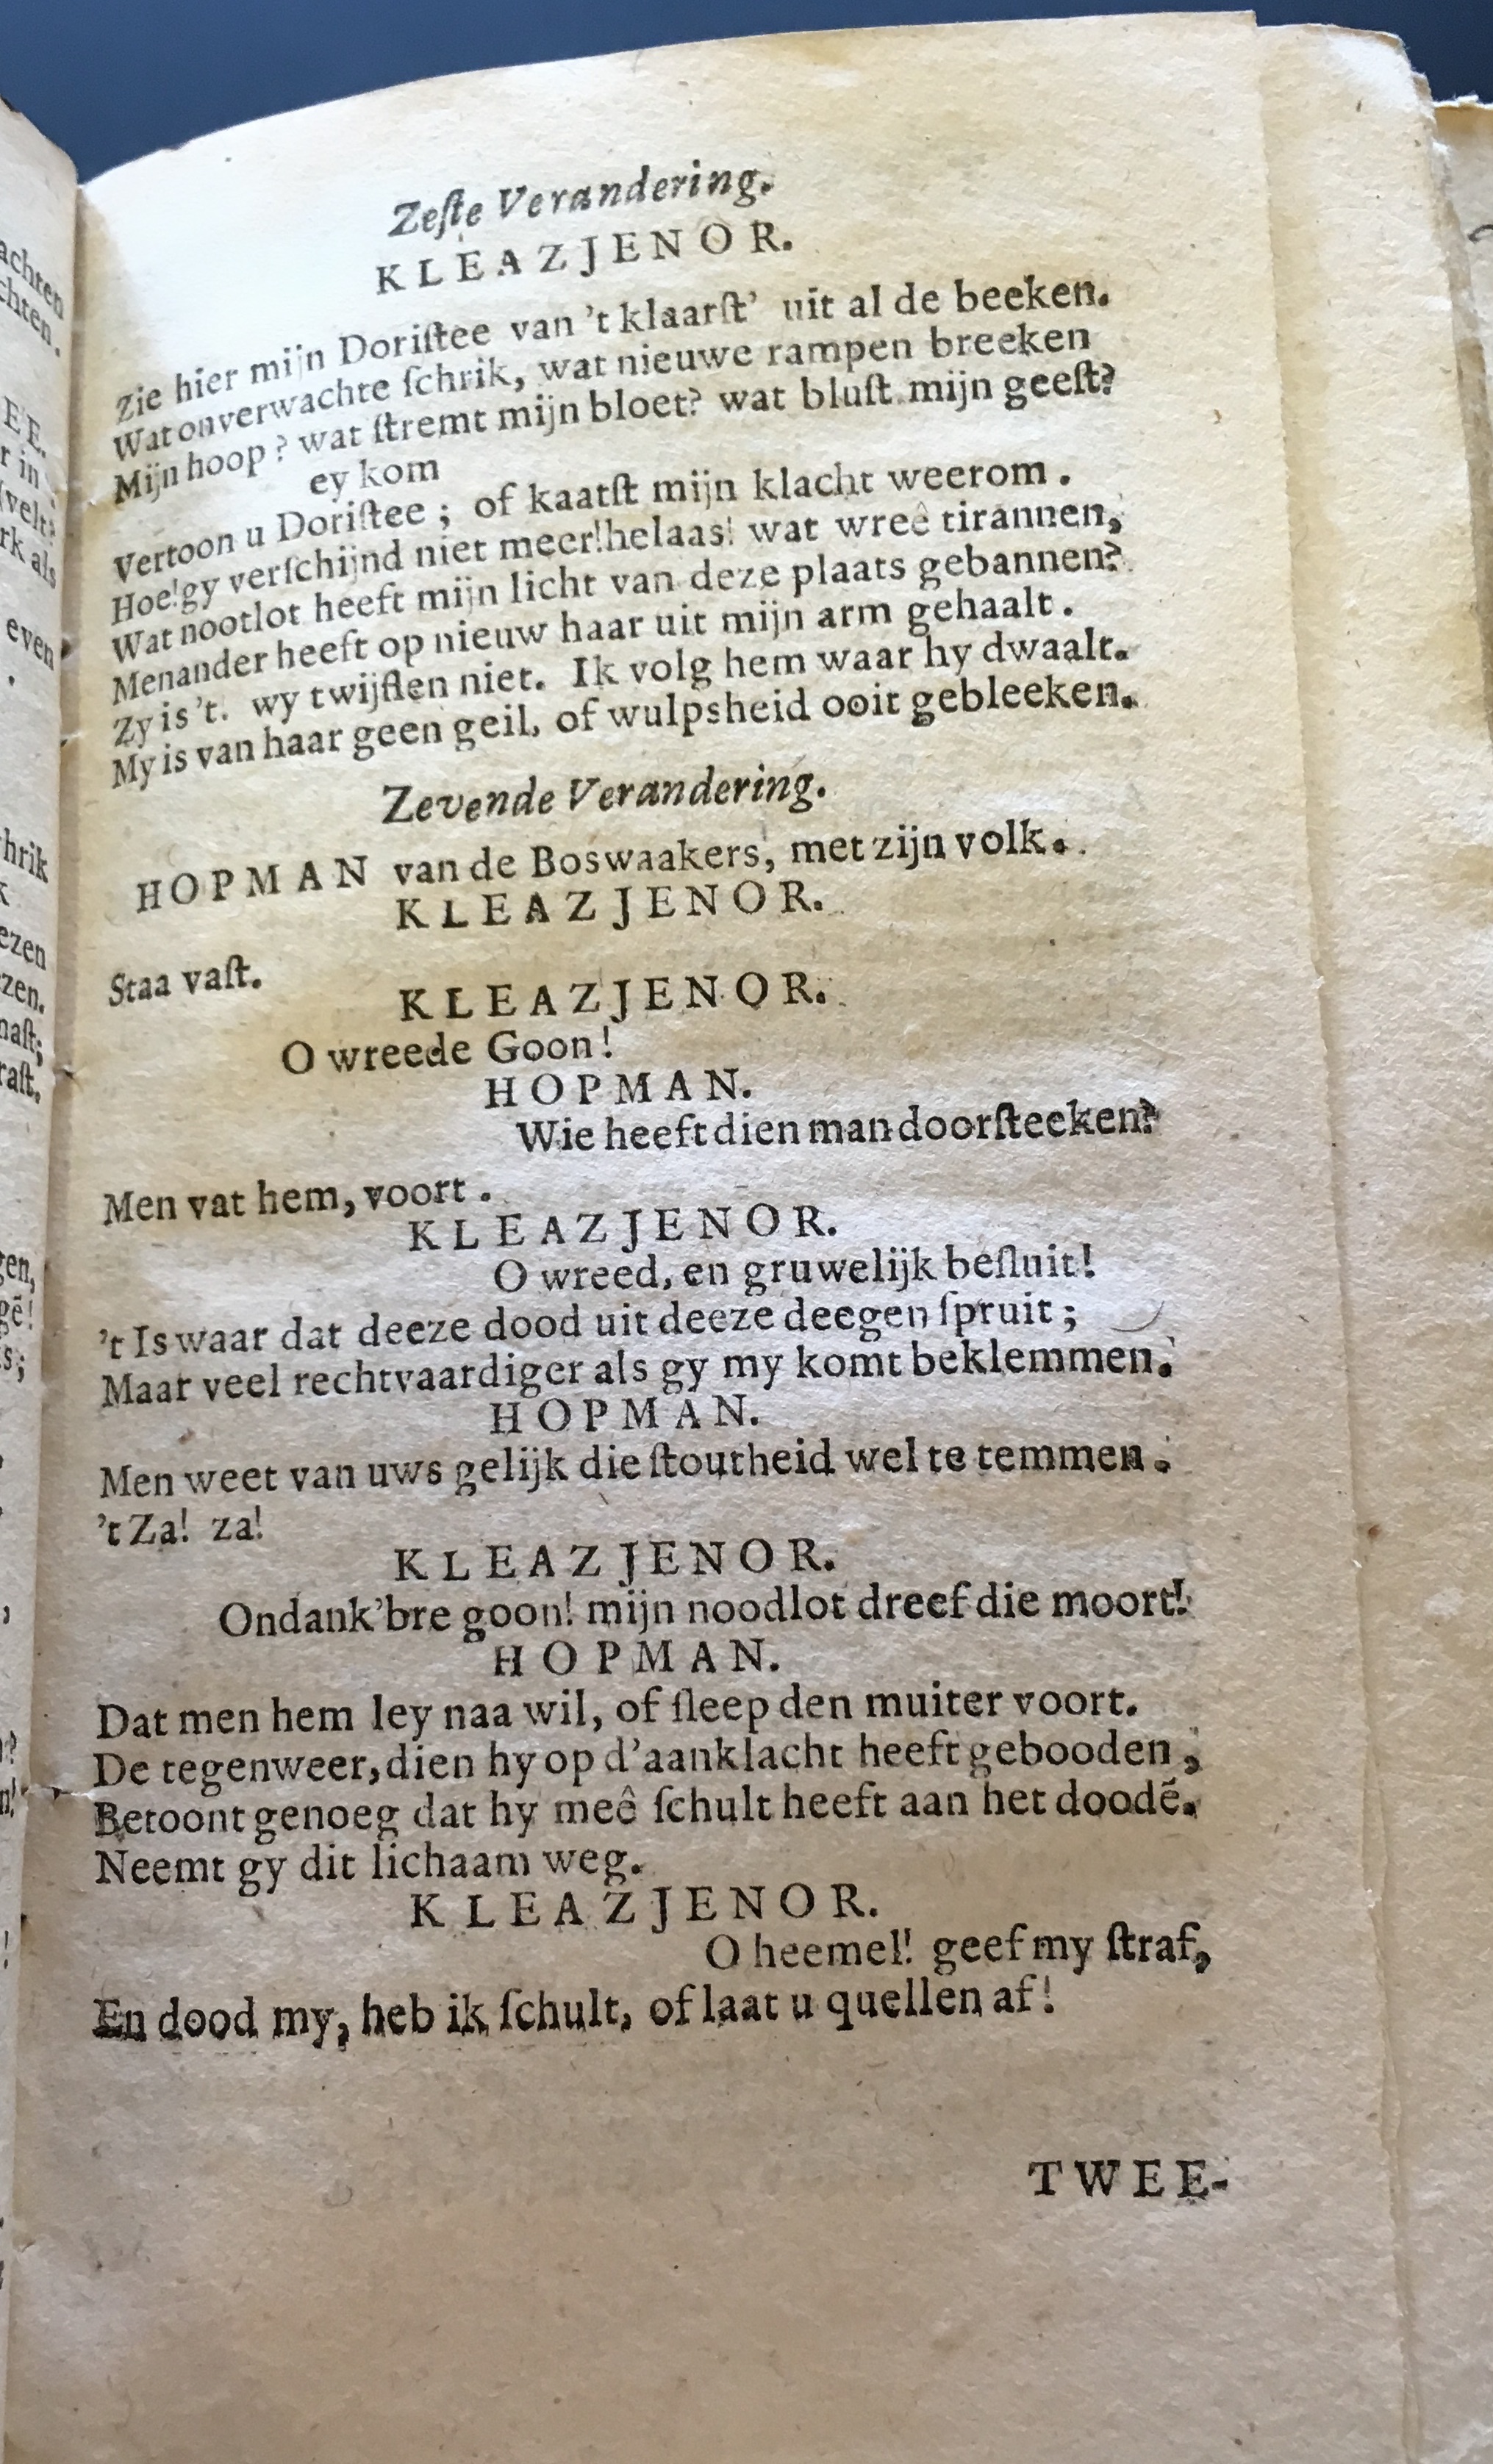 Zeſte Verandering.
KLEAZJENOR.
Zie hier mijn Doriſtee van 't klaarſt' uit al de beeken.
Wat onverwachte ſchrik, wat nieuwe rampen breeken
Mijn hoop? wat ſtremt mijn bloet? wat bluſt mijn geeſt?
ey kom
Vertoon u Doriſtee; of kaatſt mijn klacht weerom.
Hoe! gy verſchijnd niet meer! helaas! wat wreê tirannen,
Wat nootlot heeft mijn licht van deze plaats gebannen?
Menander heeft op nieuw haar uit mijn arm gehaalt.
Zy is 't. wy twijflen niet. Ik volg hem waar hy dwaalt.
My is van haar geen geil, of wulpsheid ooit gebleeken.
Zevende Verandering.
HOPMAN van de Boswaakers, met zijn volk.
KLEAZJENOR.
Staa vaſt.
KLEAZJENOR.
O wreede Goon!
HOPMAN.
Wie heeft dien man doorſteeken?
Men vat hem, voort.
KLEAZJENOR.
O wreed, en gruwelijk beſluit!
't Is waar dat deeze dood uit deeze deegen ſpruit;
Maar veel rechtvaardiger als gy my komt beklemmen.
HOPMAN.
Men weet van uws gelijk die ſtoutheid wel te temmen.
't Za! za!
KLEAZJENOR.
Ondank'bre goon! mijn noodlot dreef die moort!
HOPMAN.
Dat men hem ley naa wil, of ſleep den muiter voort.
De tegenweer, dien hy op d'aanklacht heeft gebooden,
Betoont genoeg dat hy meê ſchult heeft aan het doodē.
Neemt gy dit lichaam weg.
KLEAZJENOR.
O heemel! geef my ſtraf,
En dood my, heb ik ſchult, of laat u quellen af!
TWEE-